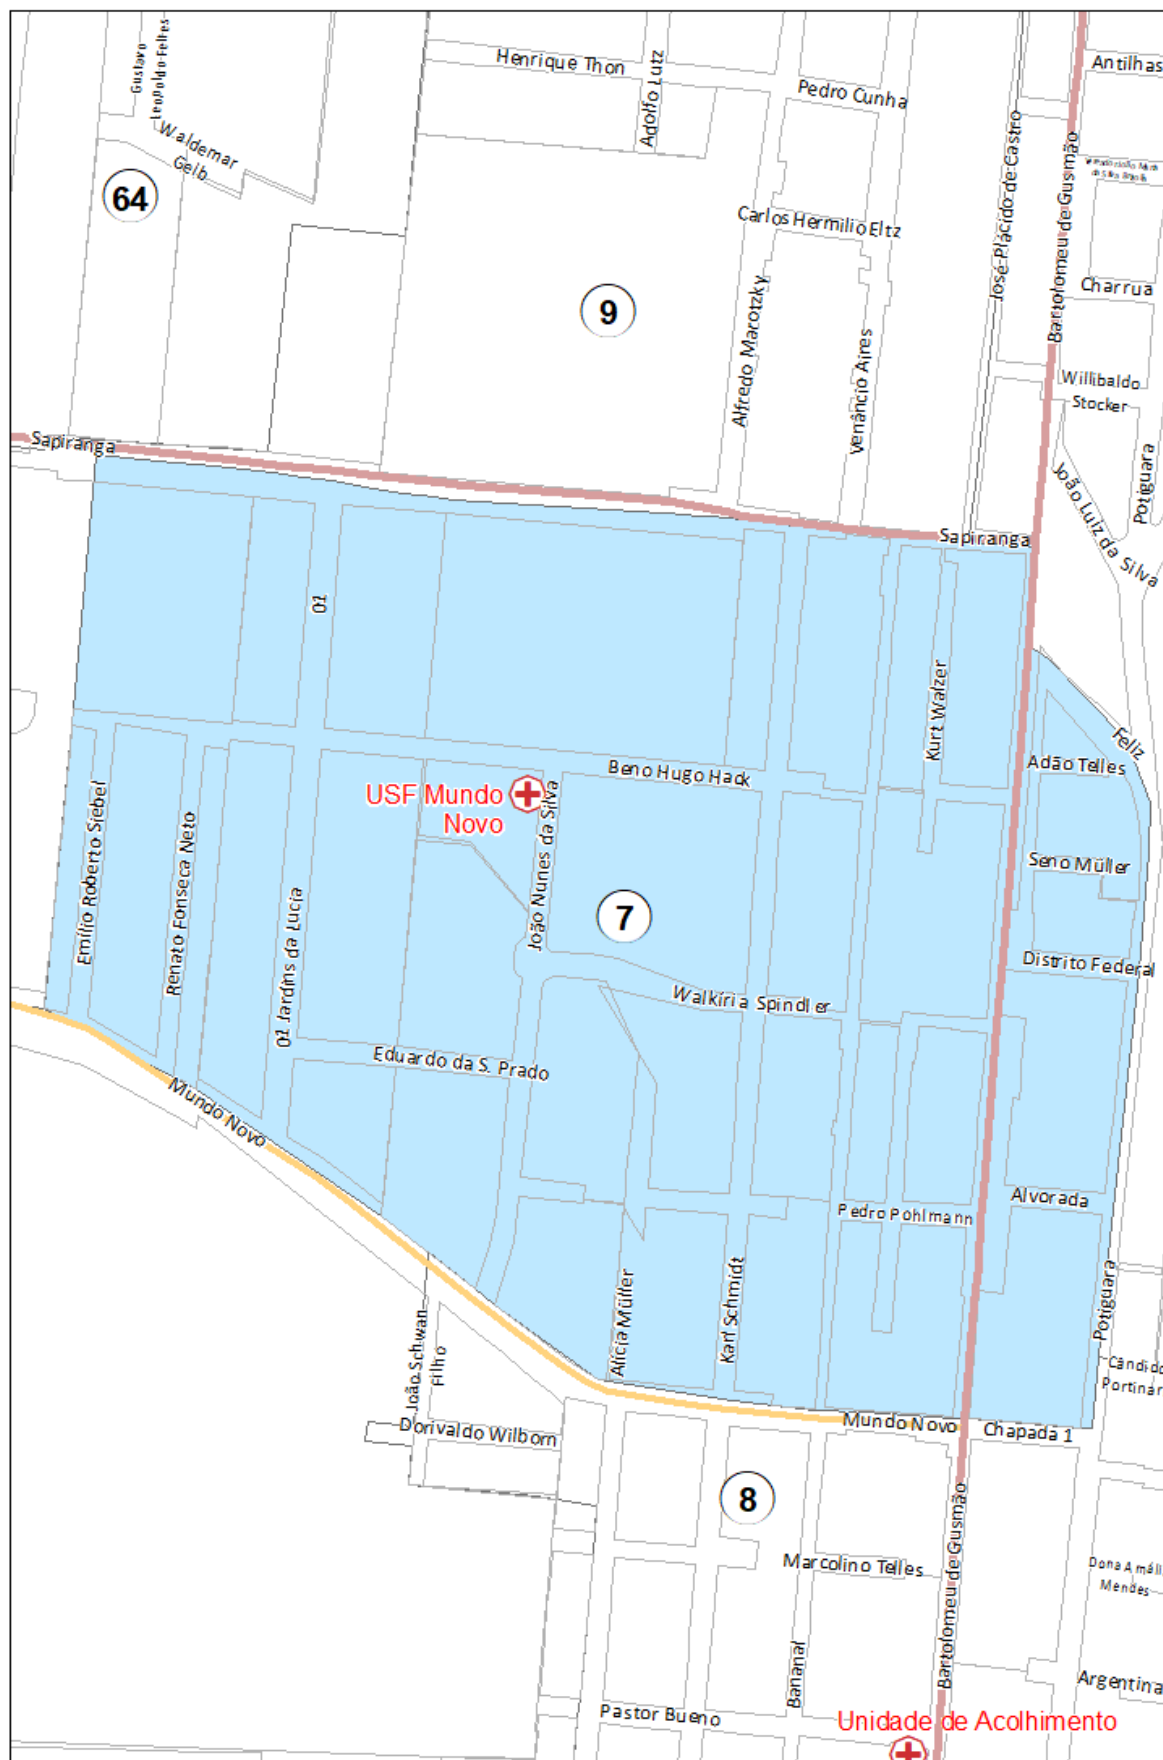 Gustavo
Leopoldo Feltes
Henrique Thon
Adolfo Lutz
Pedro Cunha
Antilhas
Waldemar
Gelb
64
José Plácido de Castro
Bartolomeu de Gusmão
Carlos Hermilio Eltz
Charrua
9
Alfredo Marotzky
Venâncio Aires
Willibaldo
Stocker
Potiguara
Sapiranga
Sapiranga
João Luiz da Silva
01
Kurt Walzer
Feliz
Adão Telles
Beno Hugo Hack
USF Mundo
Novo
Emílio Roberto Siebel
Renato Fonseca Neto
João Nunes da Silva
Seno Müller
7
01 Jardins da Lucia
Distrito Federal
Walkíria Spindler
Eduardo da S. Prado
Mundo Novo
Alvorada
Pedro Pohlmann
Alícia Müller
Karl Schmidt
Potiguara
João Schwan
Filho
Cândido
Portinar
Dorivaldo Wilborn
Mundo Novo
Chapada 1
8
Bartolomeu de Gusmão
Marcolino Telles
Dona Améli
Mendes
Bananal
Argentina
Pastor Bueno
Unidade de Acolhimento